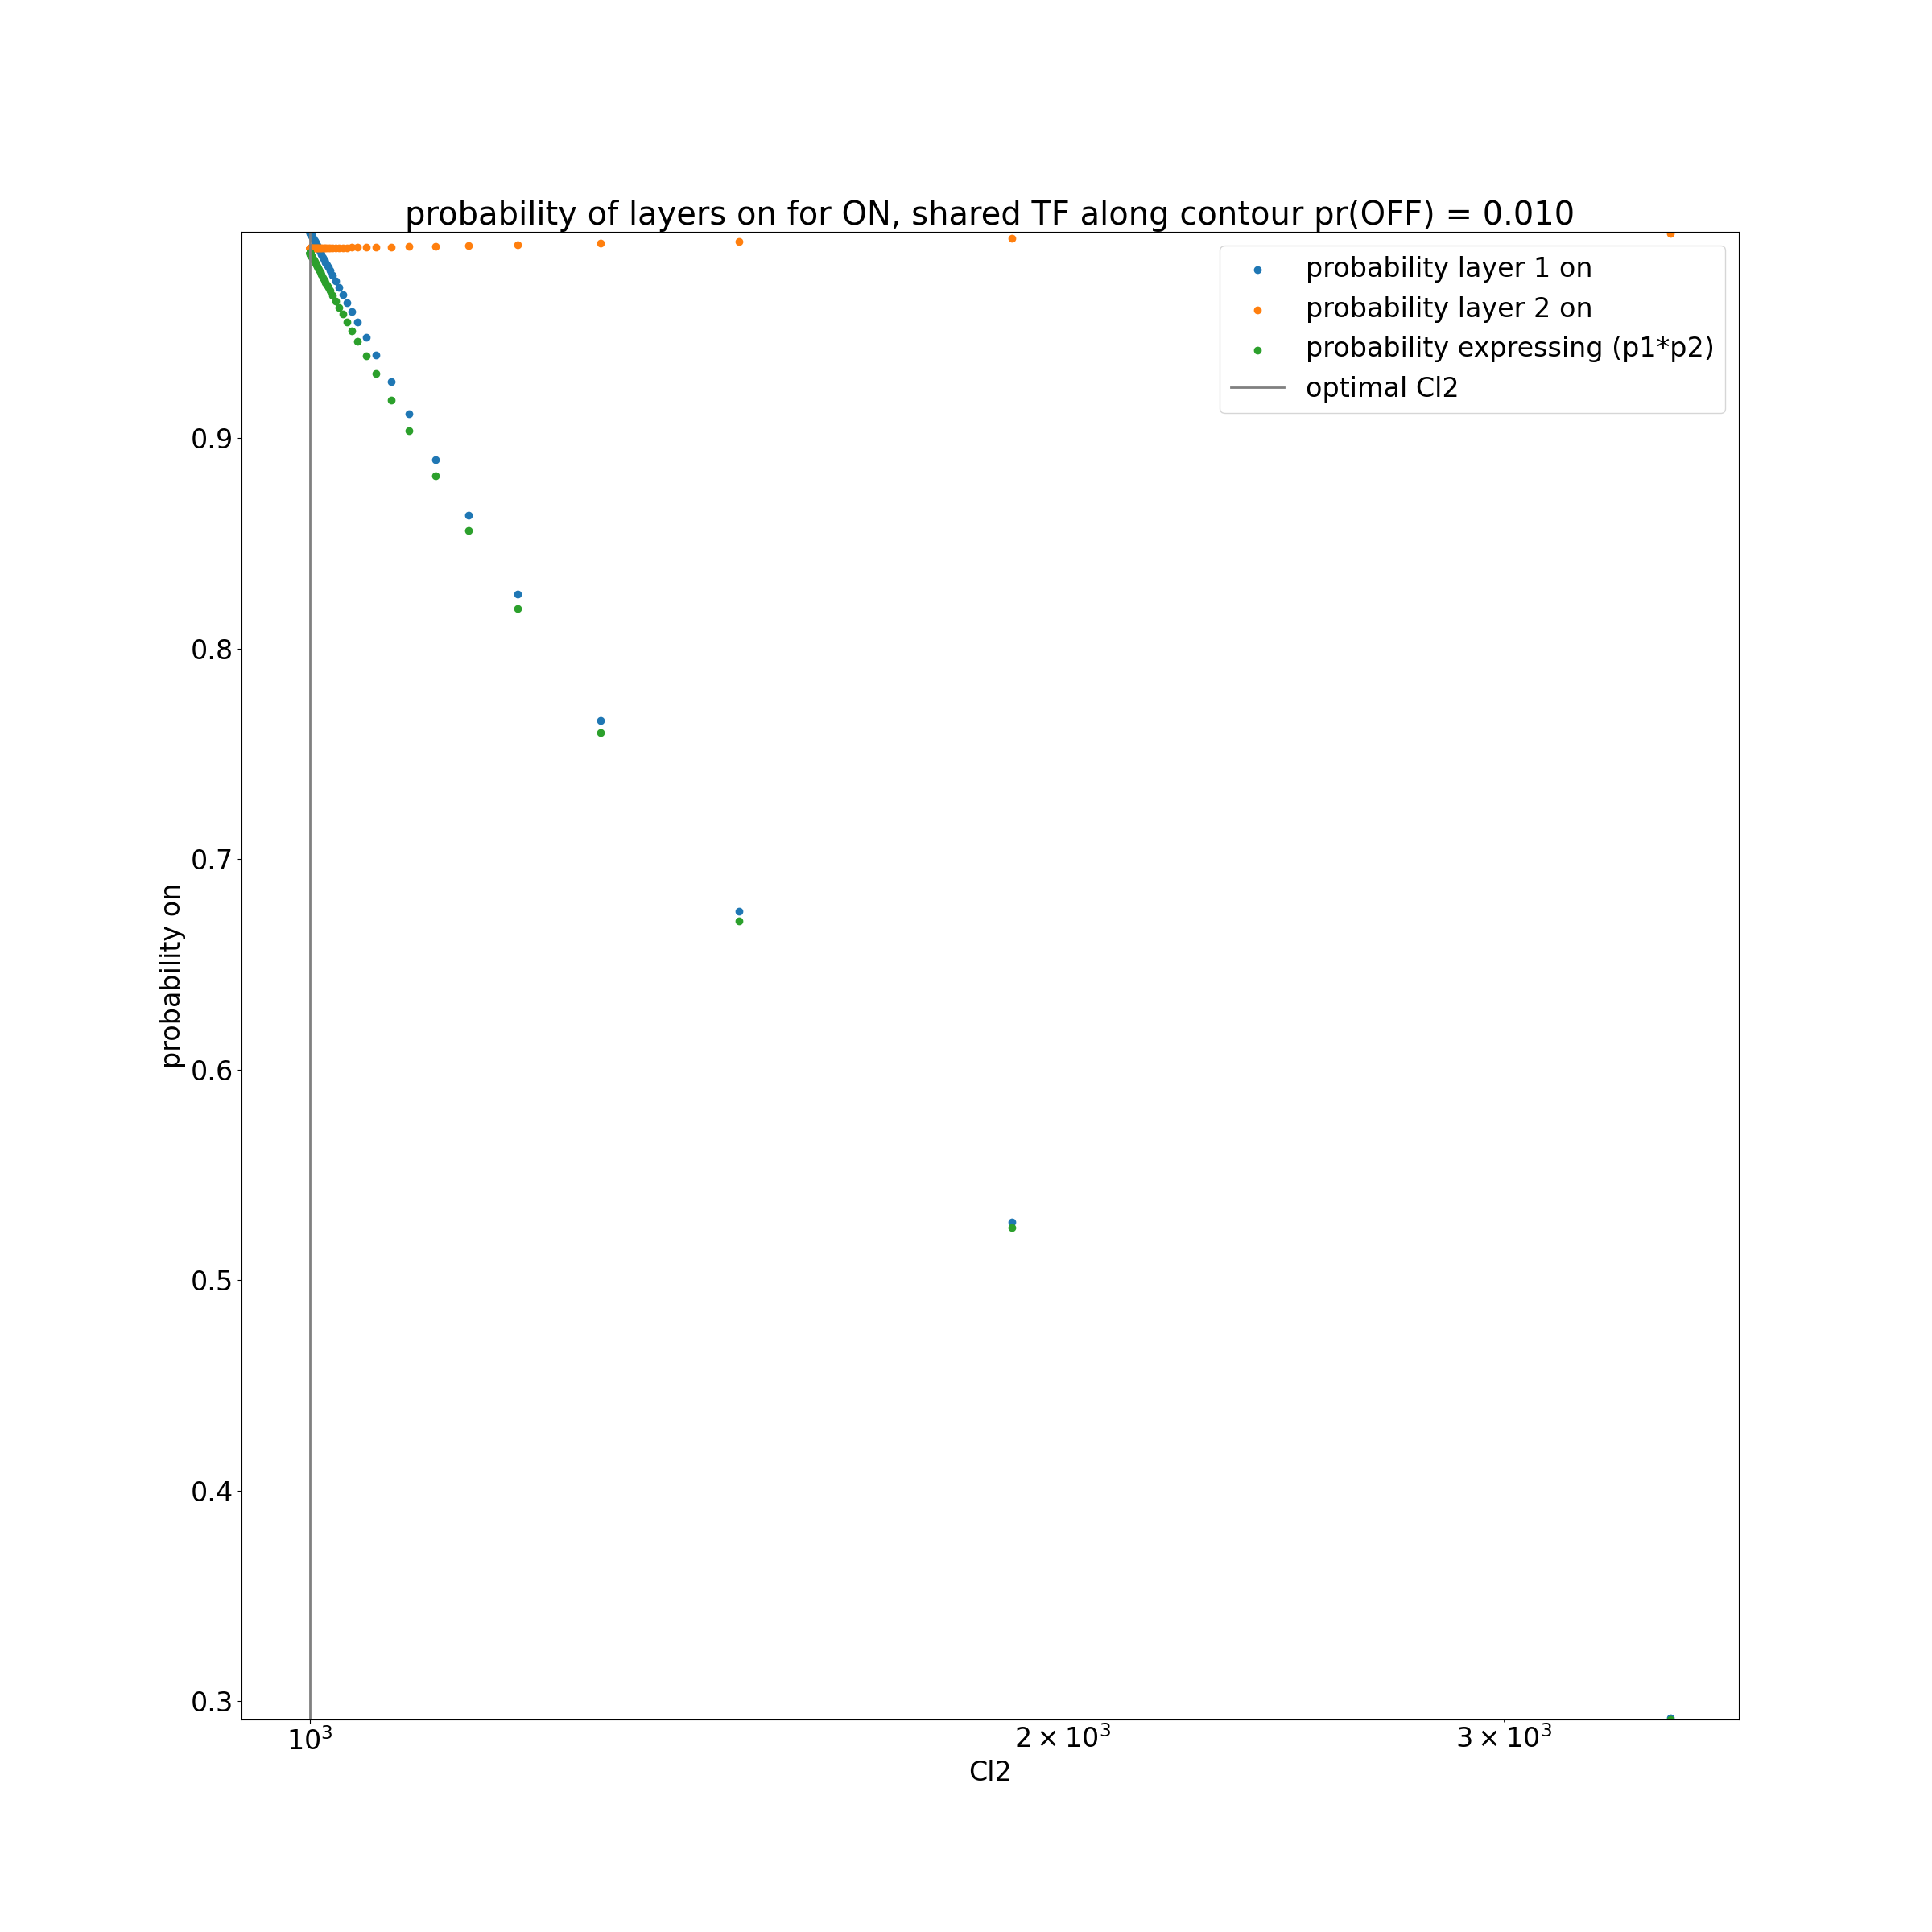 probability of layers on for ON, shared TF along contour pr(OFF) = 0.010
probability layer 1 on
probability layer 2 on
probability expressing (p1*p2)
optimal Cl2
0.9
0.8
0.7
0.6
0.5
0.4
0.3
probability on
10³
2 × 10³
3 × 10³
Cl2